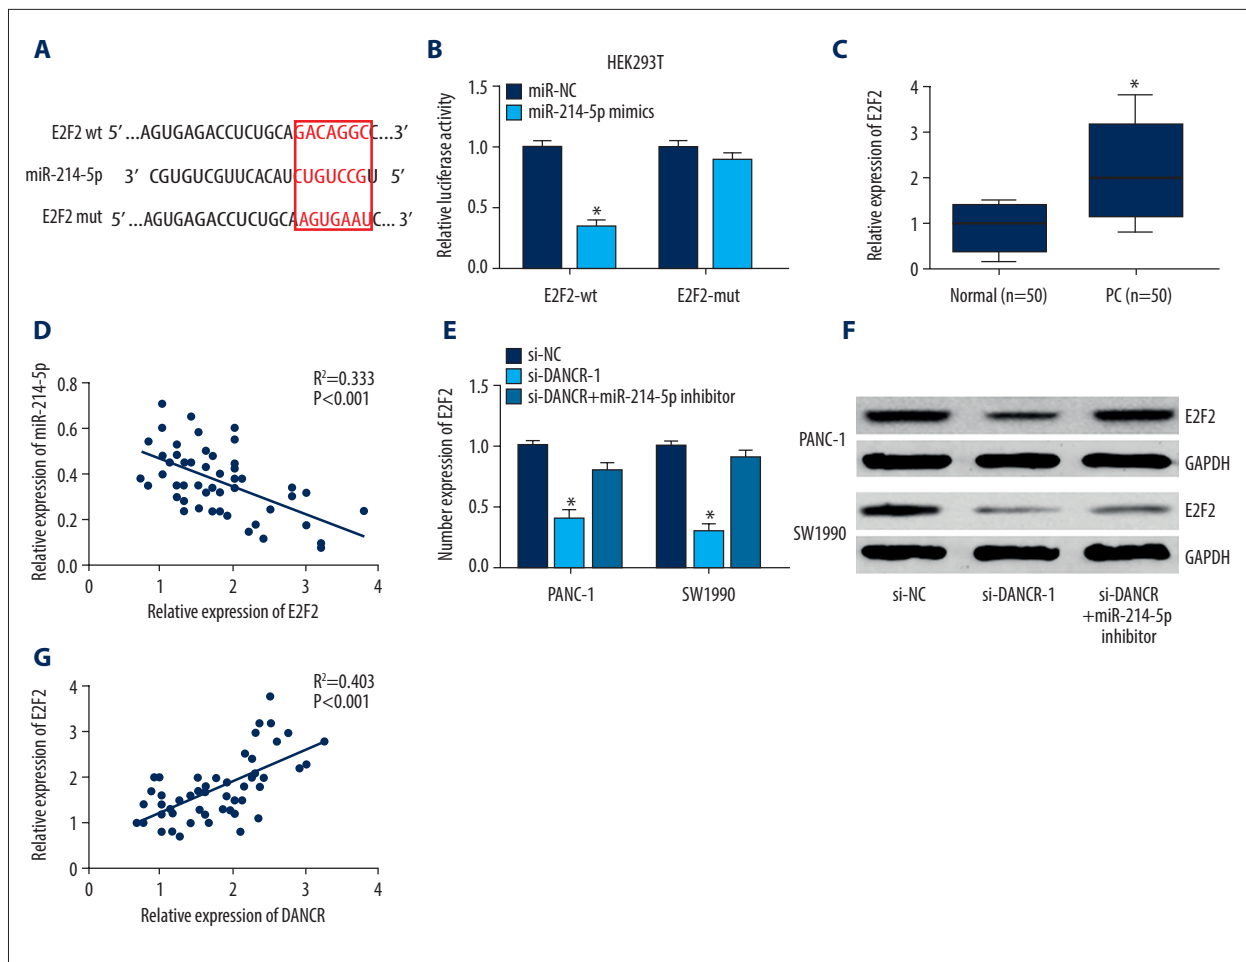 A
E2F2 wt 5′ ...AGUGAGACCUCUGCAGACAGGCC...3′
miR-214-5p 3′ CGUGUCGUUCACAUCUGUCCGU 5′
E2F2 mut 5′ ...AGUGAGACCUCUGCAAGUGAAUC... 3′
B
HEK293T
miR-NC
miR-214-5p mimics
Relative luciferase activity
1.5
1.0
0.5
0.0
*
E2F2-wt E2F2-mut
C
Relative expression of E2F2
4
3
2
1
0
*
Normal (n=50) PC (n=50)
D
R2=0.333
P<0.001
Relative expression of miR-214-5p
0.8
0.6
0.4
0.2
0.0
0 1 2 3 4
Relative expression of E2F2
E
si-NC
si-DANCR-1
si-DANCR+miR-214-5p inhibitor
Number expression of E2F2
1.5
1.0
0.5
0.0
* *
PANC-1 SW1990
F
PANC-1
E2F2
GAPDH
SW1990
E2F2
GAPDH
si-NC si-DANCR-1 si-DANCR
+miR-214-5p
inhibitor
G
R2=0.403
P<0.001
Relative expression of E2F2
4
3
2
1
0
0 1 2 3 4
Relative expression of DANCR